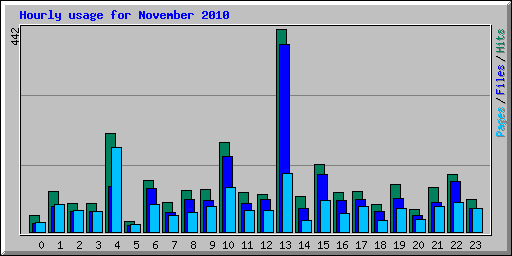 Hourly usage for November 2010
442
Pages/Files/Hits
0 1 2 3 4 5 6 7 8 9 10 11 12 13 14 15 16 17 18 19 20 21 22 23